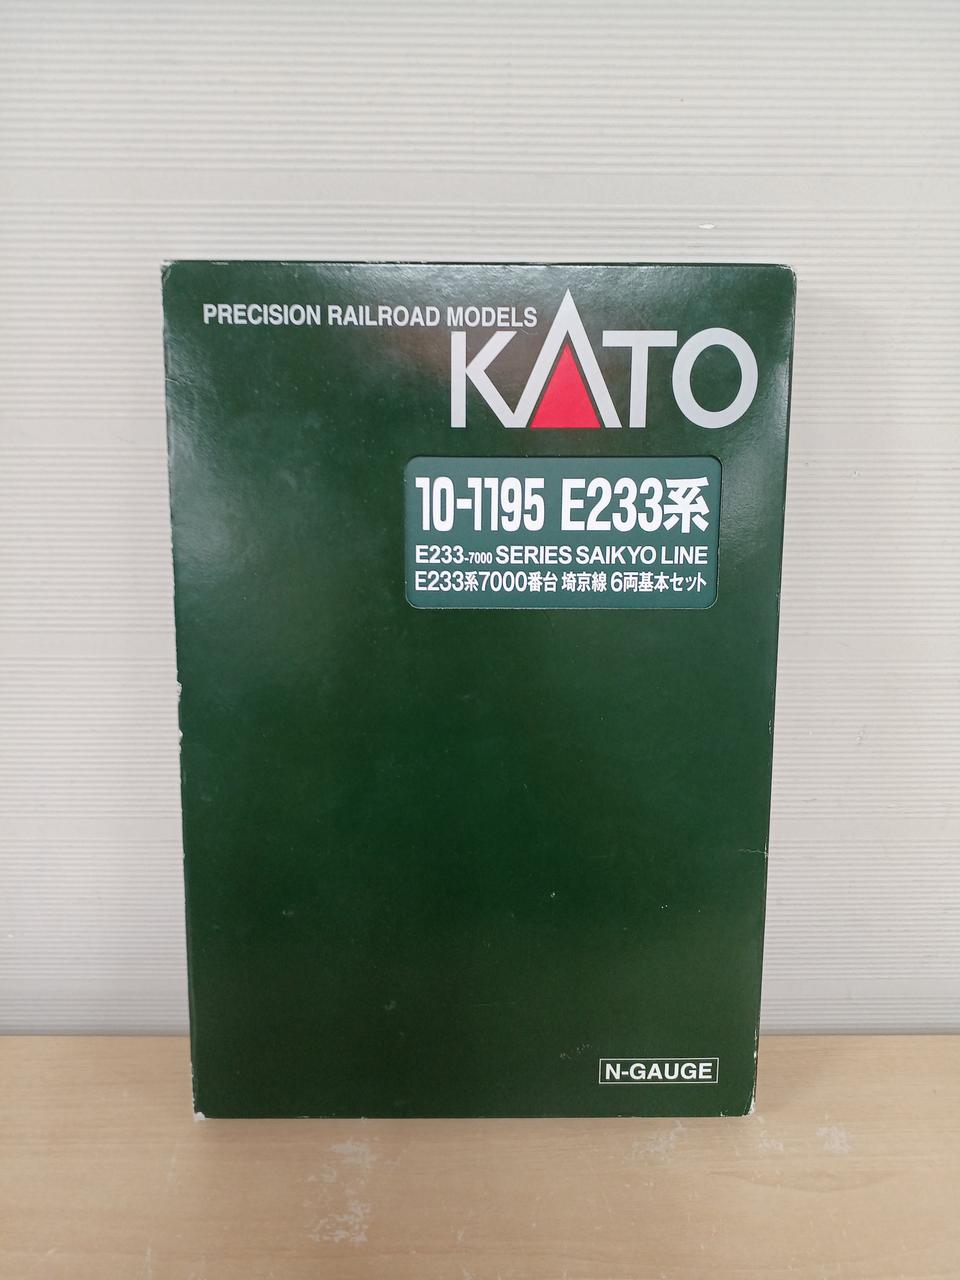 PRECISION RAILROAD MODELS
KATO
10-1195 E233系
E233-7000 SERIES SAIKYO LINE
E233系7000番台 埼京線 6両基本セット
N-GAUGE